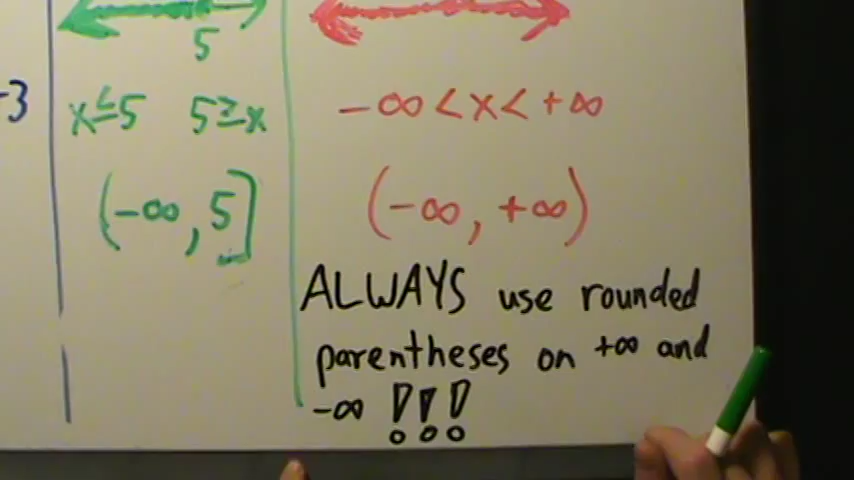 5
-3
x≤5 5≥x
-∞<x<+∞
(-∞,5]
(-∞,+∞)
ALWAYS use rounded
parentheses on +∞ and
-∞ !!!